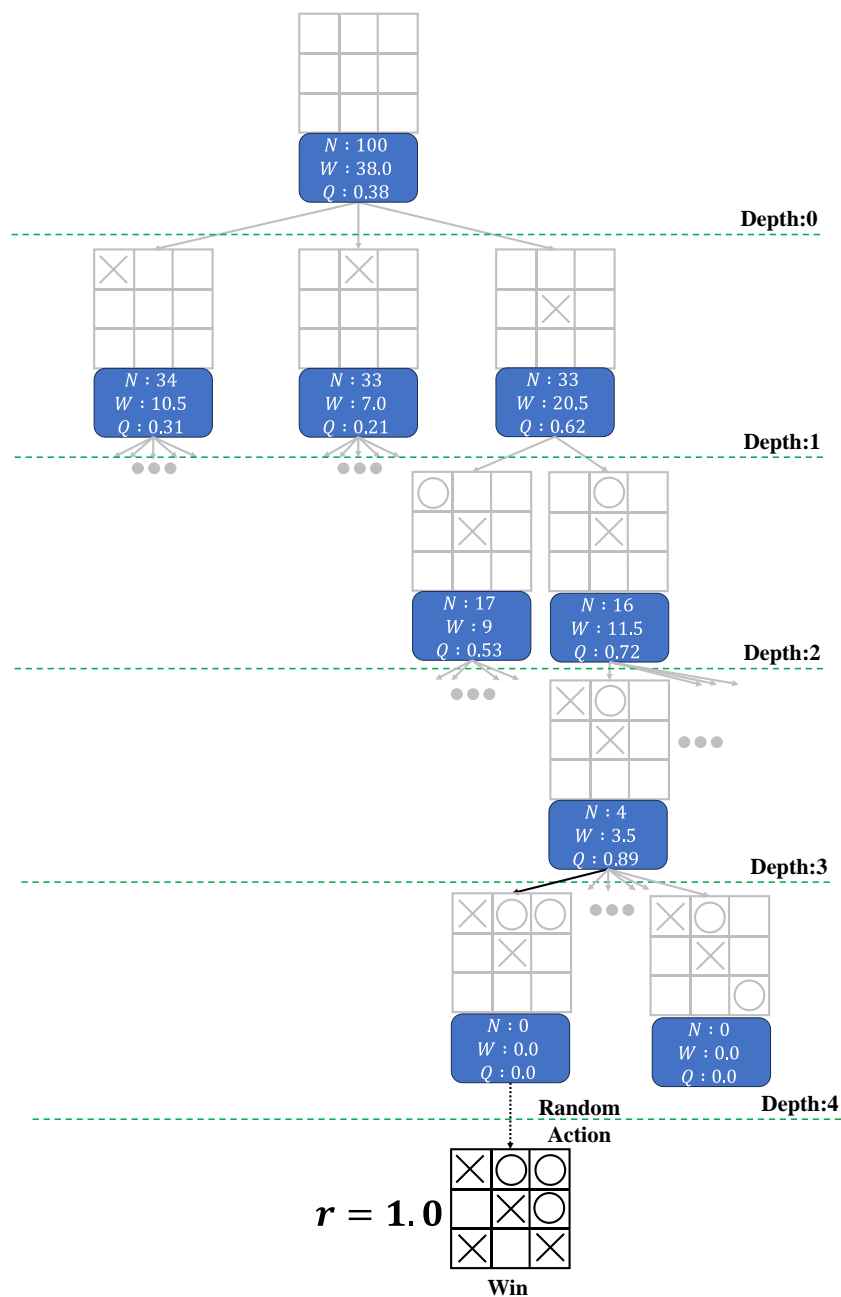 N : 100
W : 38.0
Q : 0.38
Depth:0
N : 34
W : 10.5
Q : 0.31
N : 33
W : 7.0
Q : 0.21
N : 33
W : 20.5
Q : 0.62
Depth:1
N : 17
W : 9
Q : 0.53
N : 16
W : 11.5
Q : 0.72
Depth:2
N : 4
W : 3.5
Q : 0.89
Depth:3
N : 0
W : 0.0
Q : 0.0
N : 0
W : 0.0
Q : 0.0
Depth:4
Random
Action
r = 1.0
Win